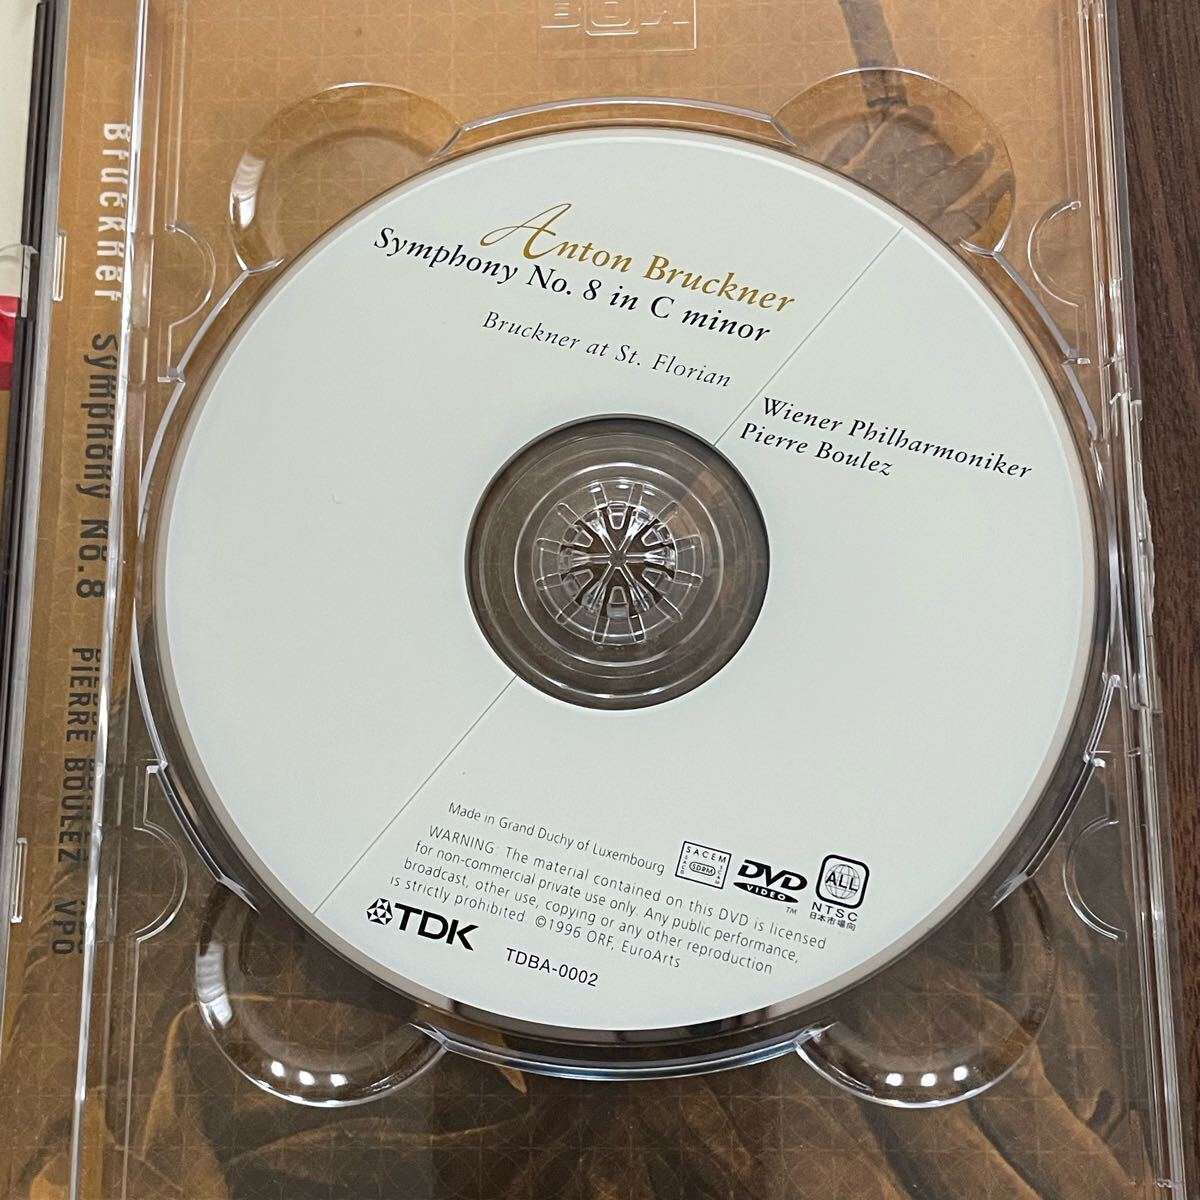 Anton Bruckner
Symphony No. 8 in C minor
Bruckner at St. Florian
Wiener Philharmoniker
Pierre Boulez
Made in Grand Duchy of Luxembourg
WARNING: The material contained on this DVD is licensed
for non-commercial private use only. Any public performance,
broadcast, other use, copying or any other reproduction
is strictly prohibited. ©1996 ORF, EuroArts
SACEM
SDRM
DVD
VIDEO
TM
ALL
NTSC
日本市場向
TDK
TDBA-0002
Bruckner Symphony No.8 PiERRE BOULEZ VPO